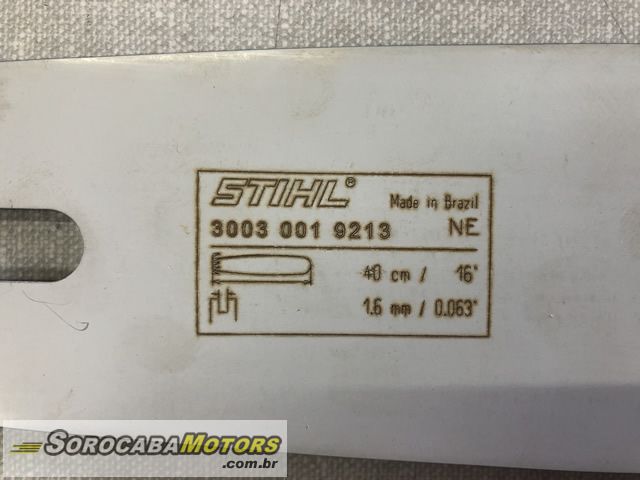 STIHL® Made in Brazil
3003 001 9213 NE
40 cm / 16"
1.6 mm / 0.063"
SOROCABAMOTORS
.com.br